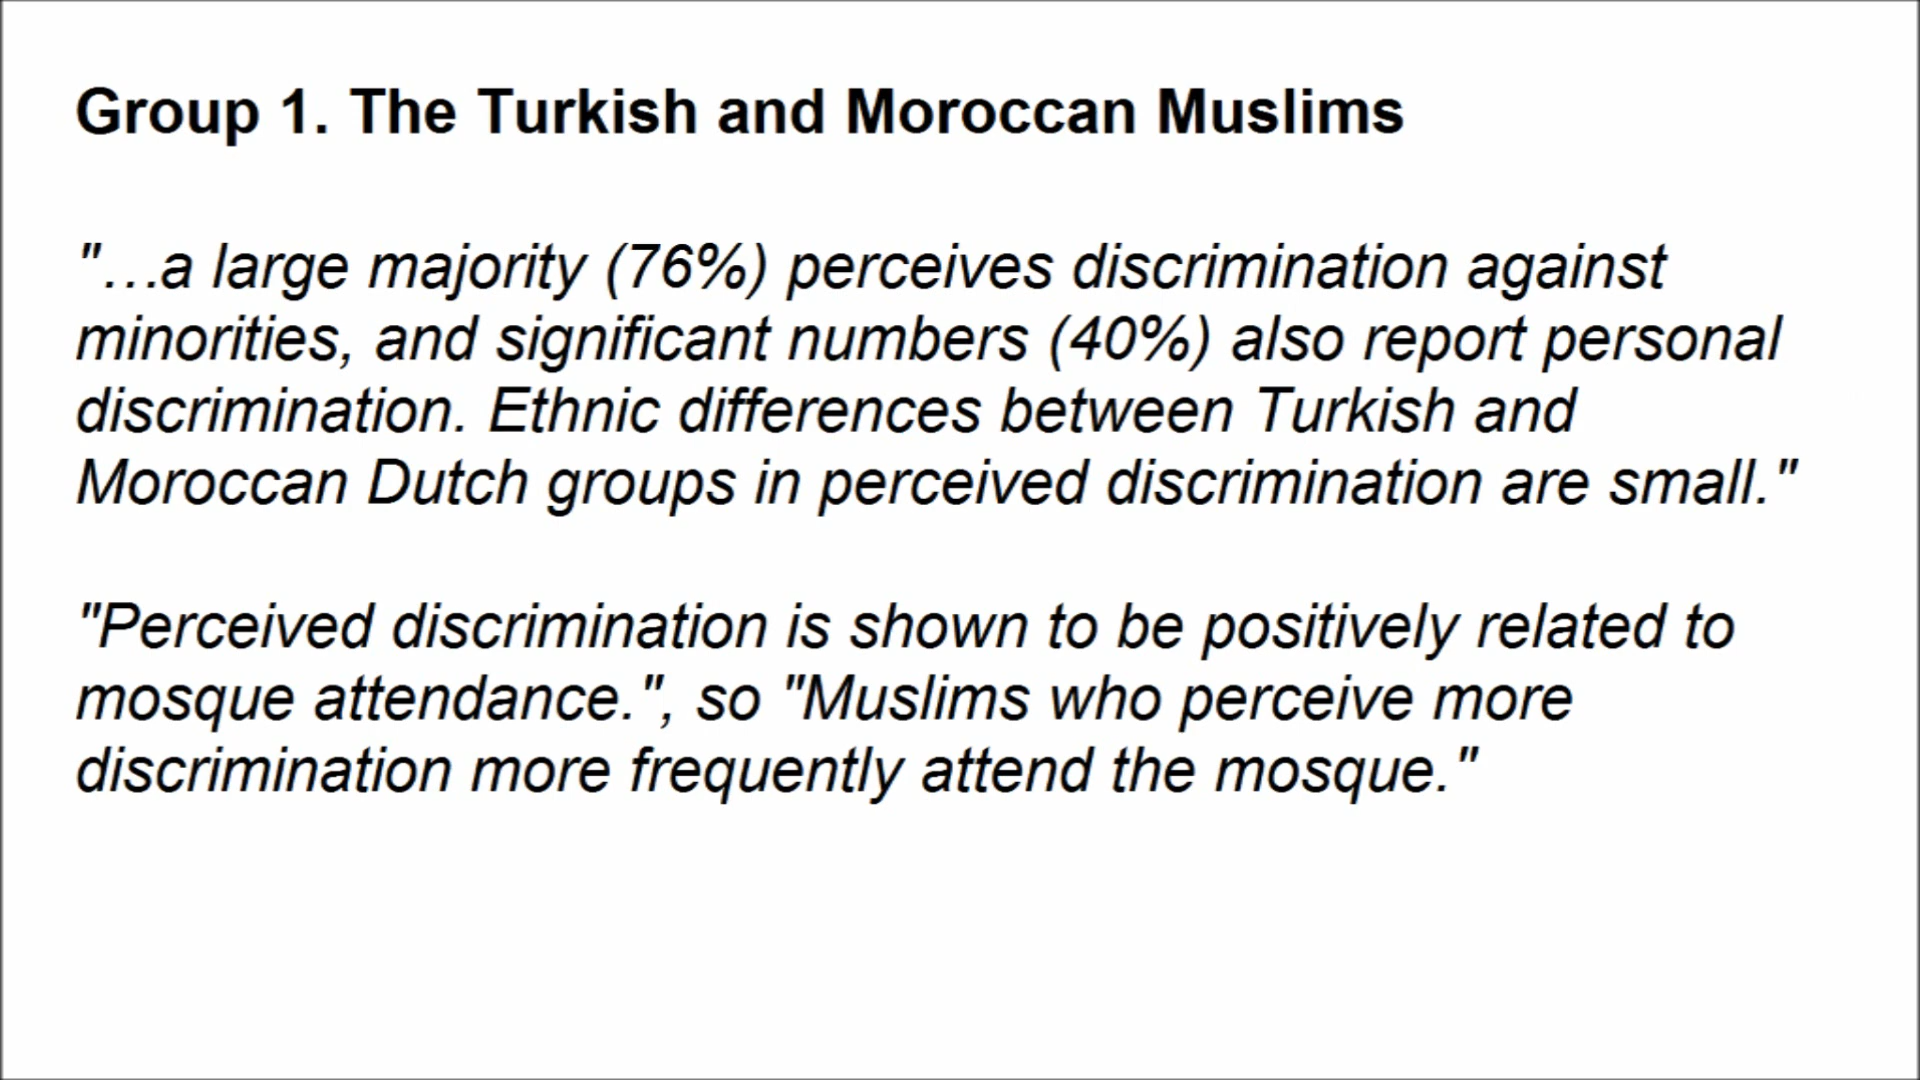 Group 1. The Turkish and Moroccan Muslims
"…a large majority (76%) perceives discrimination against
minorities, and significant numbers (40%) also report personal
discrimination. Ethnic differences between Turkish and
Moroccan Dutch groups in perceived discrimination are small."
"Perceived discrimination is shown to be positively related to
mosque attendance.", so "Muslims who perceive more
discrimination more frequently attend the mosque."